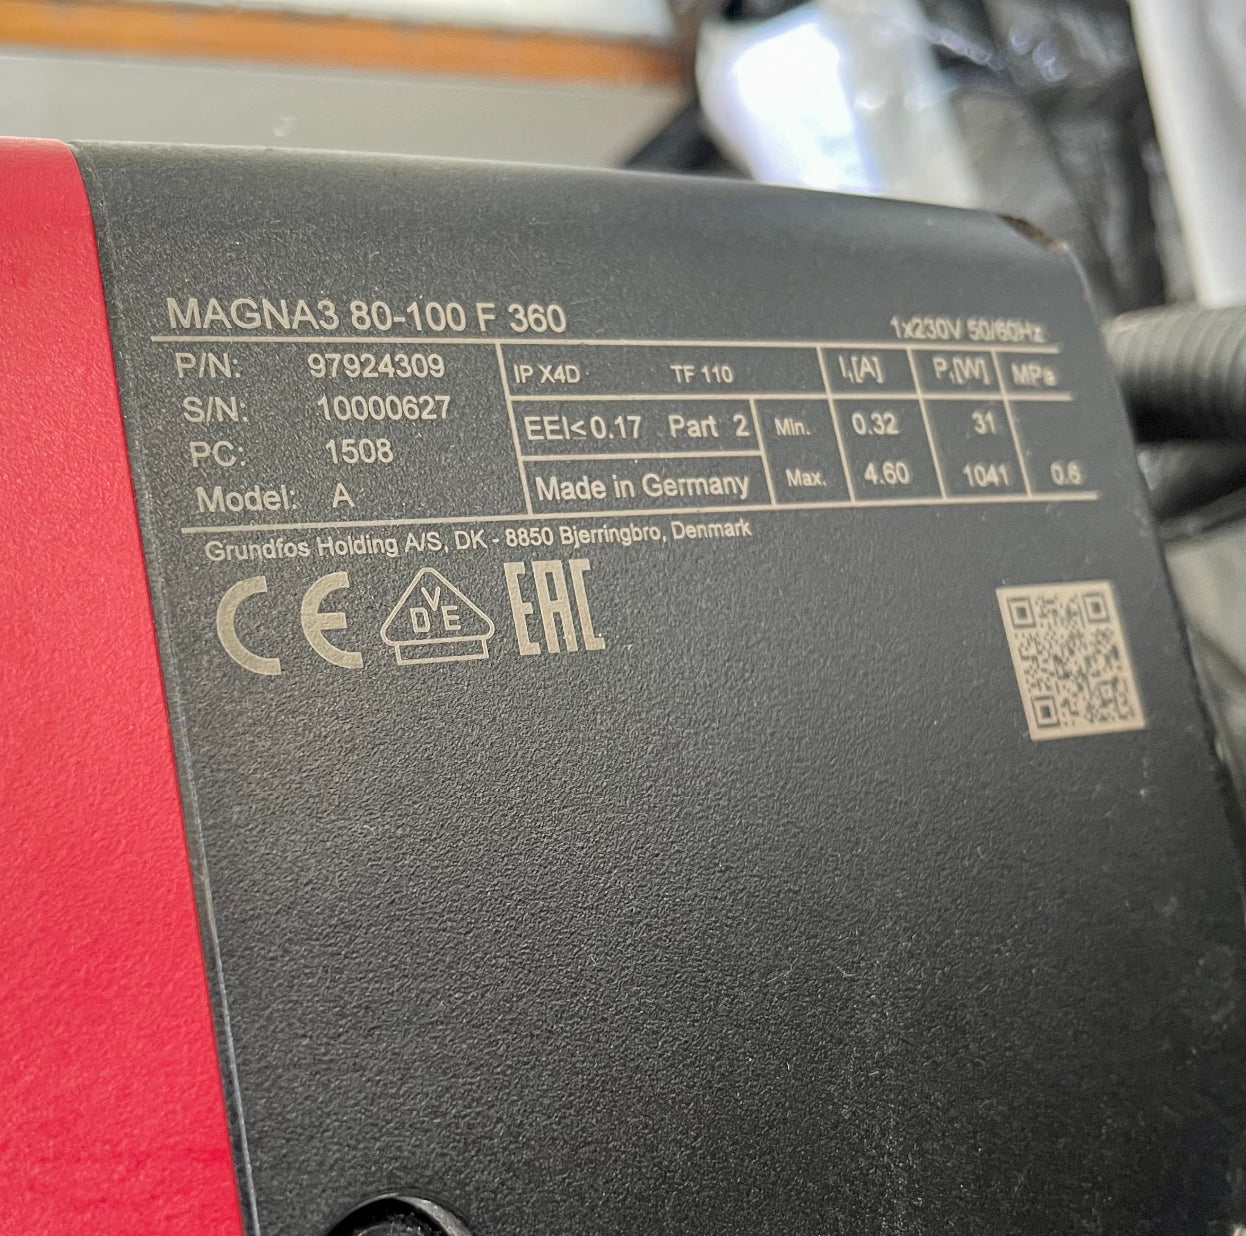 MAGNA3 80-100 F 360 1x230V 50/60Hz
P/N: 97924309 IP X4D TF 110 I₁[A] P₁[W] MPa
S/N: 10000627 EEI≤0.17 Part 2 Min. 0.32 31
PC: 1508
Model: A Made in Germany Max. 4.60 1041 0.6
Grundfos Holding A/S, DK - 8850 Bjerringbro, Denmark
CE VDE EAC